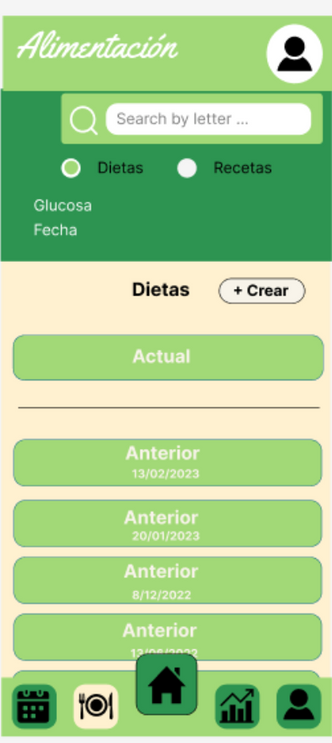 Alimentación
Search by letter ...
Dietas Recetas
Glucosa
Fecha
Dietas + Crear
Actual
Anterior
13/02/2023
Anterior
20/01/2023
Anterior
8/12/2022
Anterior